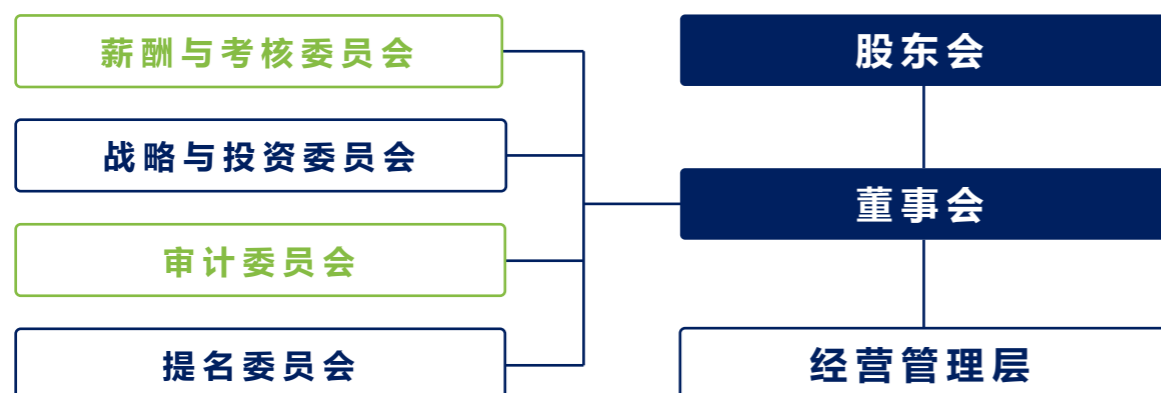 薪酬与考核委员会
股东会
战略与投资委员会
董事会
审计委员会
提名委员会
经营管理层